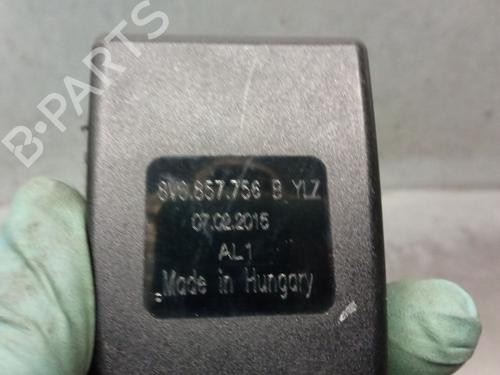 B-PARTS
8V0.857.756 B YLZ
07.02.2015
AL1
Made in Hungary